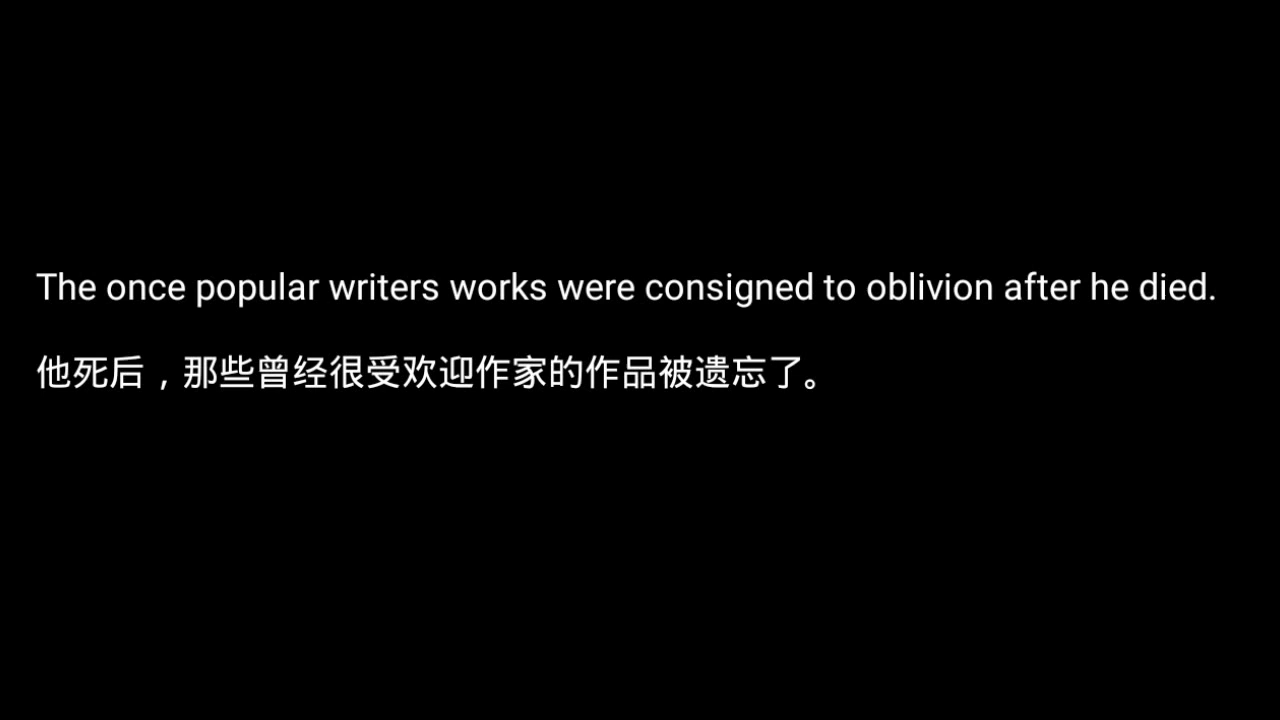 The once popular writers works were consigned to oblivion after he died.
他死后，那些曾经很受欢迎作家的作品被遗忘了。